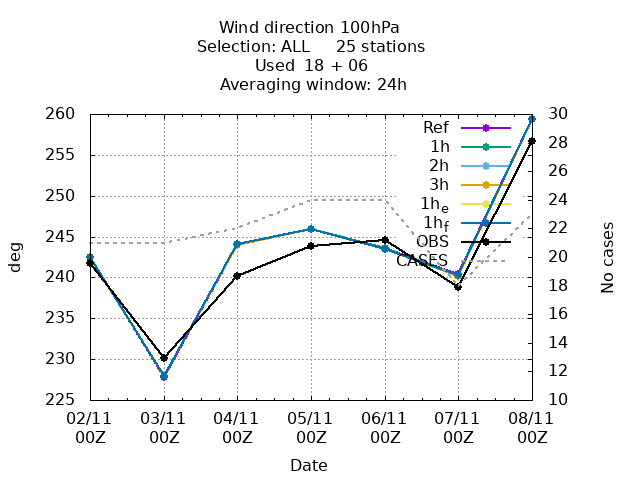 Wind direction 100hPa
Selection: ALL 25 stations
Used 18 + 06
Averaging window: 24h
260
255
250
245
240
235
230
225
deg
30
28
26
24
22
20
18
16
14
12
10
No cases
Ref
1h
2h
3h
1he
1hf
OBS
CASES
02/11 03/11 04/11 05/11 06/11 07/11 08/11
00Z 00Z 00Z 00Z 00Z 00Z 00Z
Date